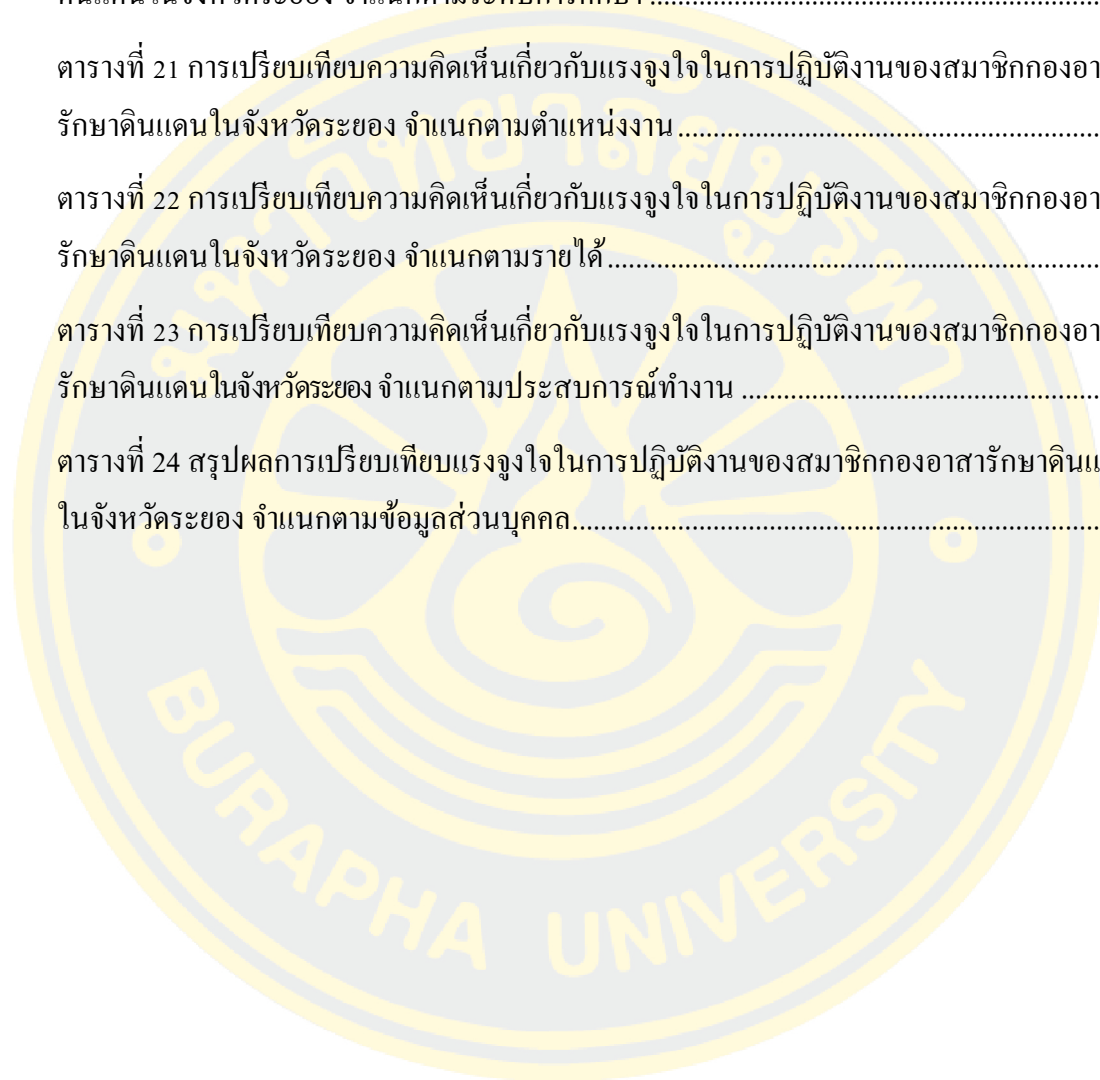 ตารางที่ 21 การเปรียบเทียบความคิดเห็นเกี่ยวกับแรงจูงใจในการปฏิบัติงานของสมาชิกกองอา
รักษาดินแดนในจังหวัดระยอง จำแนกตามตำแหน่งงาน ..........................................................
ตารางที่ 22 การเปรียบเทียบความคิดเห็นเกี่ยวกับแรงจูงใจในการปฏิบัติงานของสมาชิกกองอา
รักษาดินแดนในจังหวัดระยอง จำแนกตามรายได้ ....................................................................
ตารางที่ 23 การเปรียบเทียบความคิดเห็นเกี่ยวกับแรงจูงใจในการปฏิบัติงานของสมาชิกกองอา
รักษาดินแดนในจังหวัดระยอง จำแนกตามประสบการณ์ทำงาน .................................................
ตารางที่ 24 สรุปผลการเปรียบเทียบแรงจูงใจในการปฏิบัติงานของสมาชิกกองอาสารักษาดินแ
ในจังหวัดระยอง จำแนกตามข้อมูลส่วนบุคคล.........................................................................
มหาวิทยาลัยบูรพา
BURAPHA UNIVERSITY